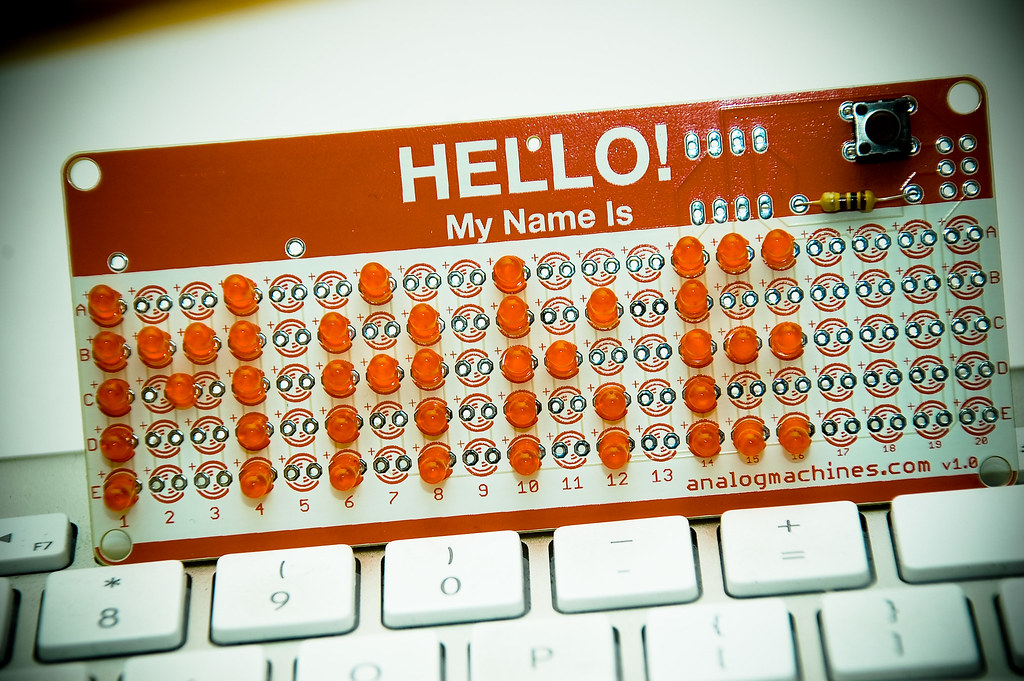 HELLO!
My Name Is
MAKE
A A
B B
C C
D D
E E
1 2 3 4 5 6 7 8 9 10 11 12 13 14 15 16 17 18 19 20
analogmachines.com v1.0
F7
* ( ) _ +
8 9 0 - =
{ }
O P [ ]